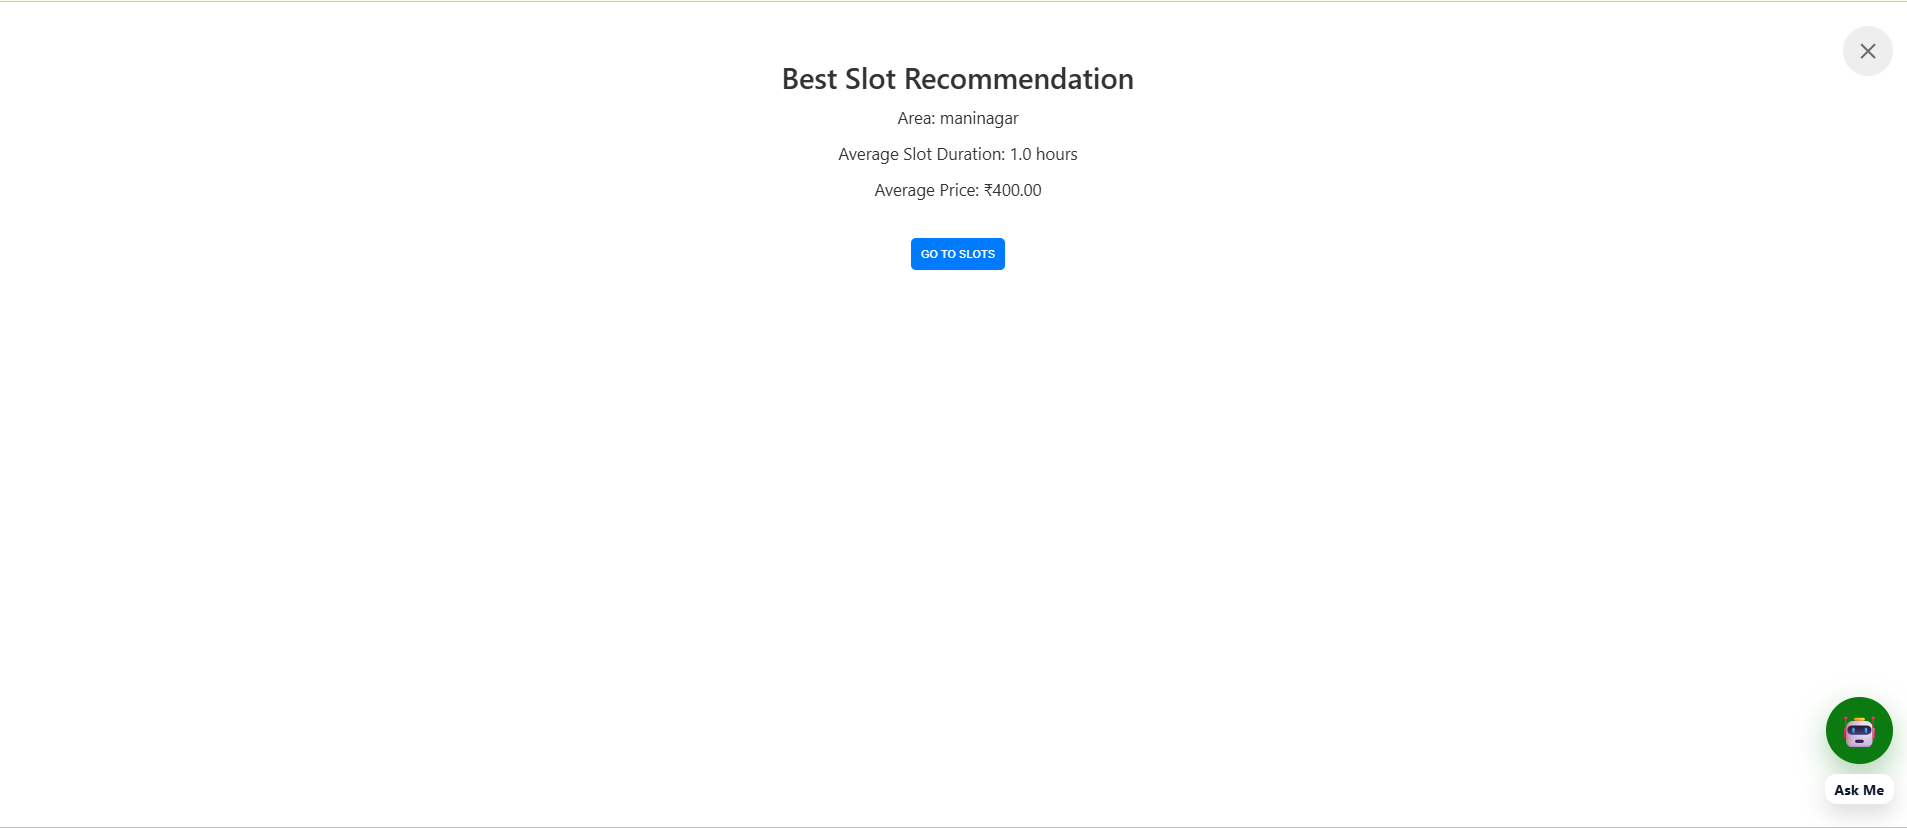 Best Slot Recommendation
Area: maninagar
Average Slot Duration: 1.0 hours
Average Price: ₹400.00
GO TO SLOTS
Ask Me